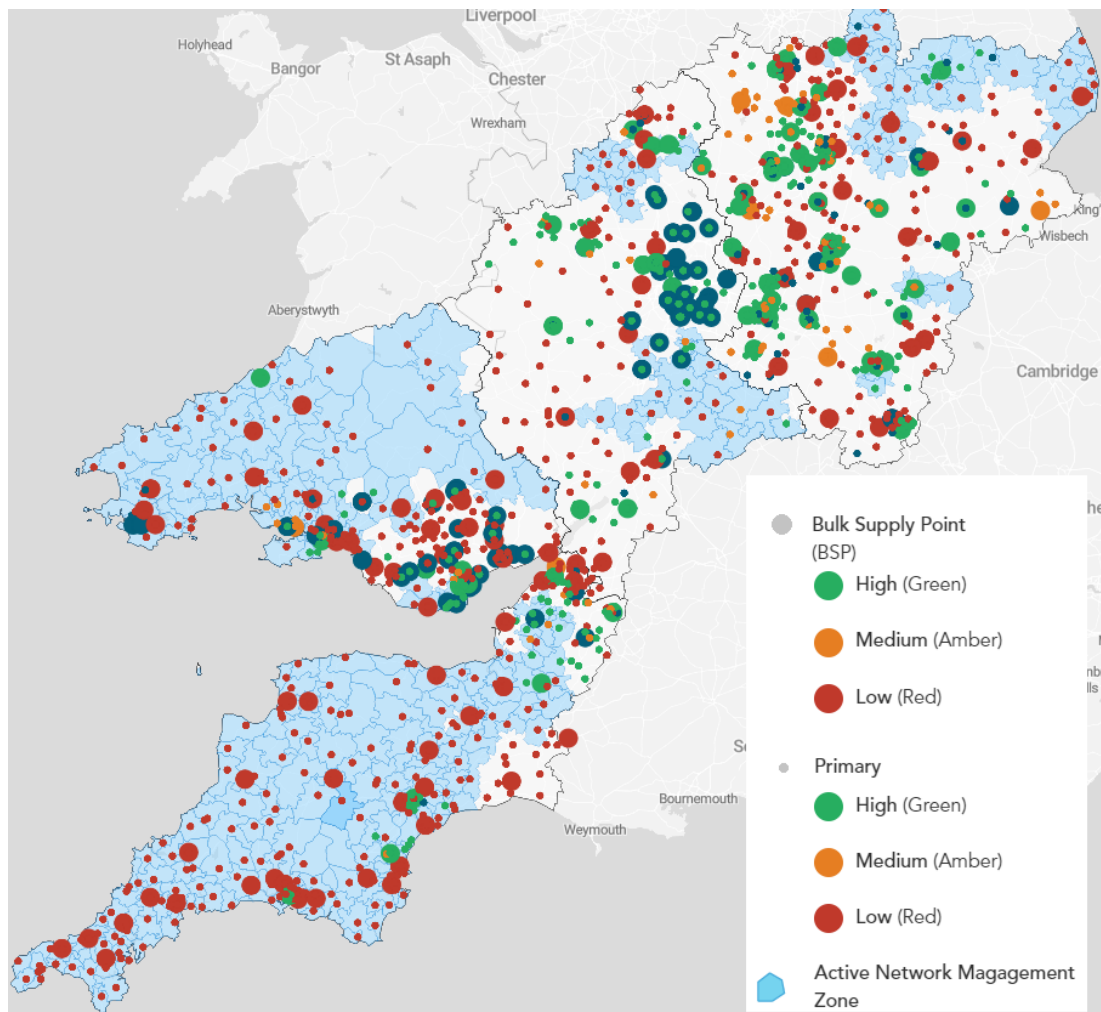 Liverpool
Holyhead
Bangor
St Asaph
Chester
Wrexham
Wisbech
Aberystwyth
Cambridge
Bournemouth
Weymouth
Bulk Supply Point
(BSP)
High (Green)
Medium (Amber)
Low (Red)
Primary
High (Green)
Medium (Amber)
Low (Red)
Active Network Magagement
Zone